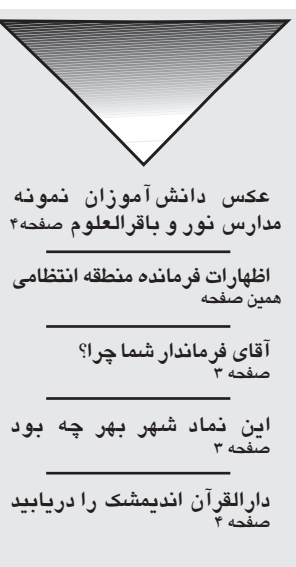 عکس دانش آموزان نمونه
مدارس نور و باقرالعلوم صفحه۴
اظهارات فرمانده منطقه انتظامی
همین صفحه
آقای فرماندار شما چرا؟
صفحه ۳
این نماد شهر بهر چه بود
صفحه ۳
دارالقرآن اندیمشک را دریابید
صفحه ۴